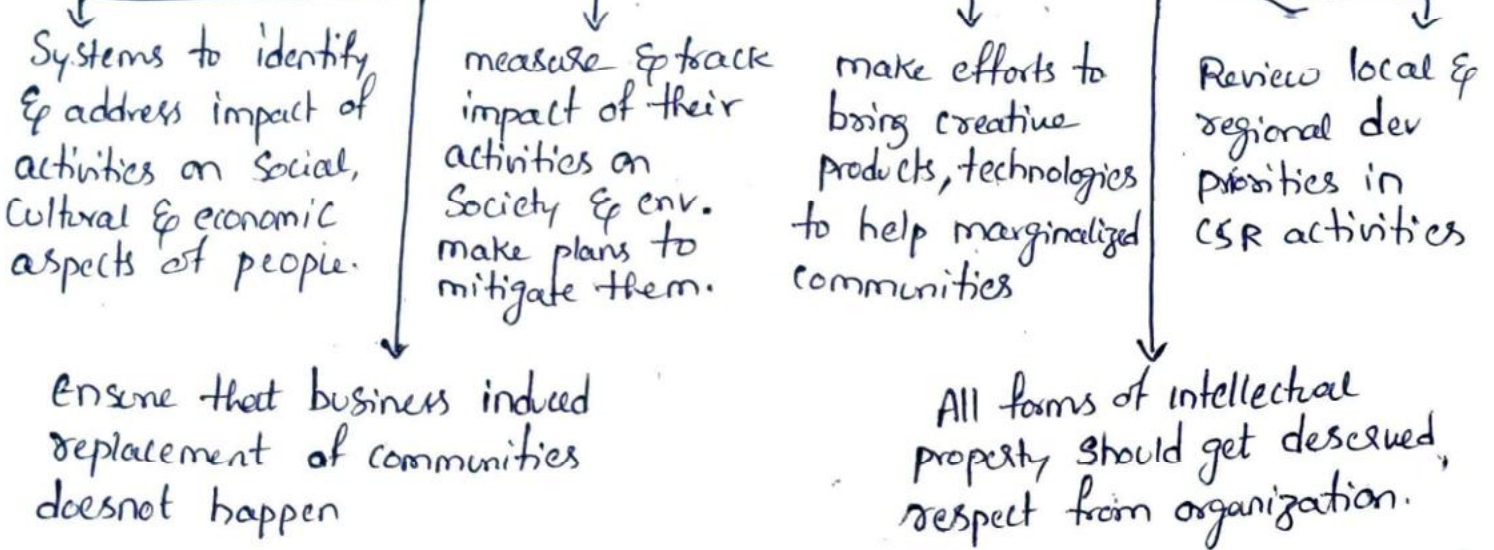 Systems to identify
& address impact of
activities on Social,
Cultural & economic
aspects of people.
measure & track
impact of their
activities on
Society & env.
make plans to
mitigate them.
make efforts to
bring creative
products, technologies
to help marginalized
communities
Review local &
regional dev
priorities in
CSR activities
Ensure that business induced
replacement of communities
doesnot happen
All forms of intellectual
property should get deserved,
respect from organization.